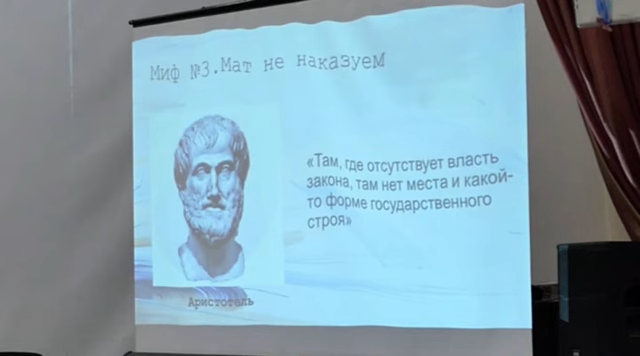 Миф №3.Мат не наказуем
«Там, где отсутствует власть
закона, там нет места и какой-
то форме государственного
строя»
Аристотель